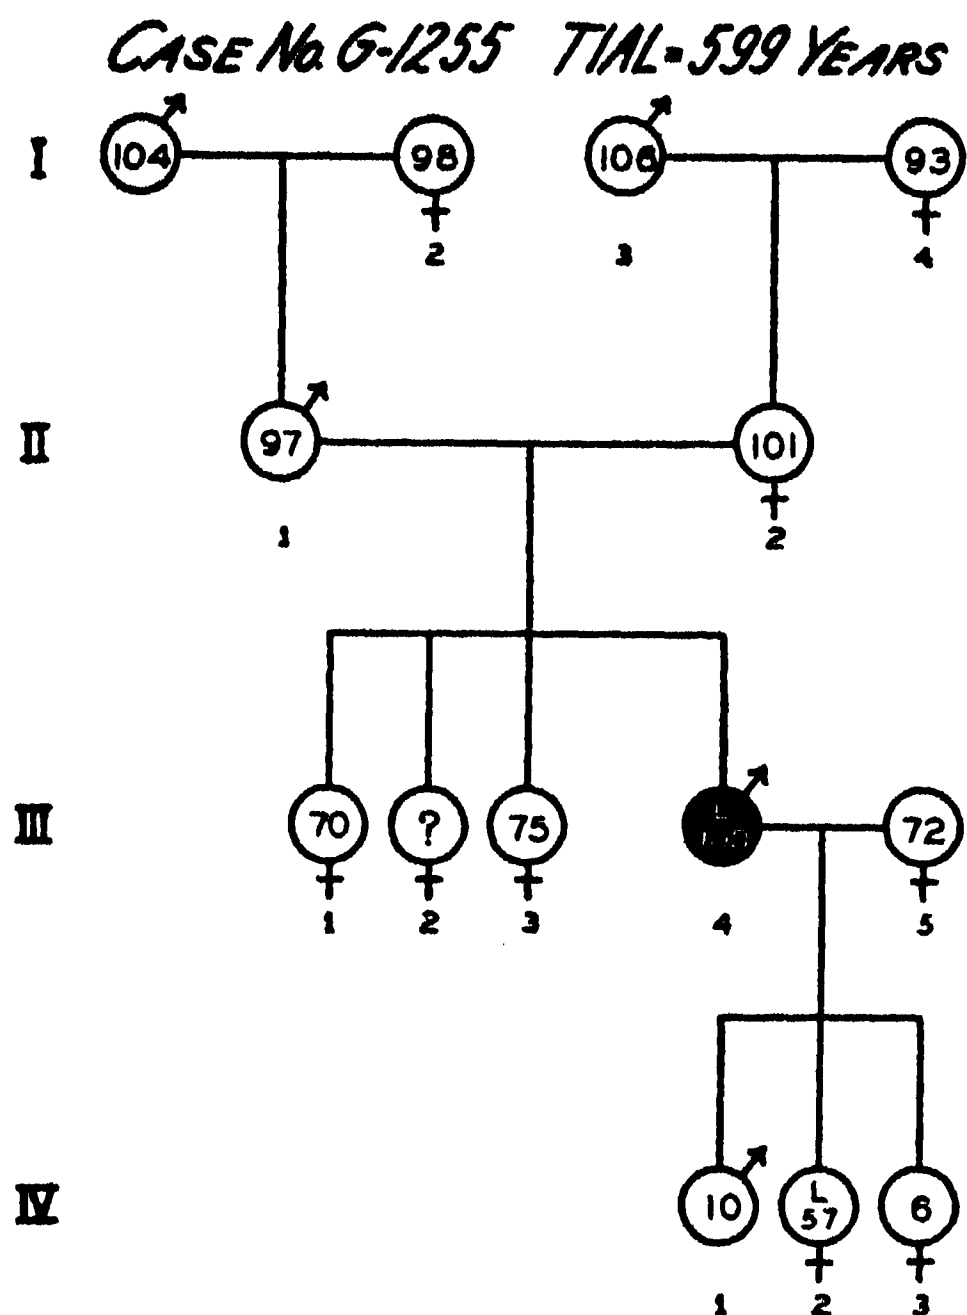 CASE No. G-1255 TIAL=599 YEARS
I 104 98 106 93
2 3 4
II 97 101
1 2
III 70 ? 75 L 72
1 2 3 4 5
IV 10 L 57 6
1 2 3